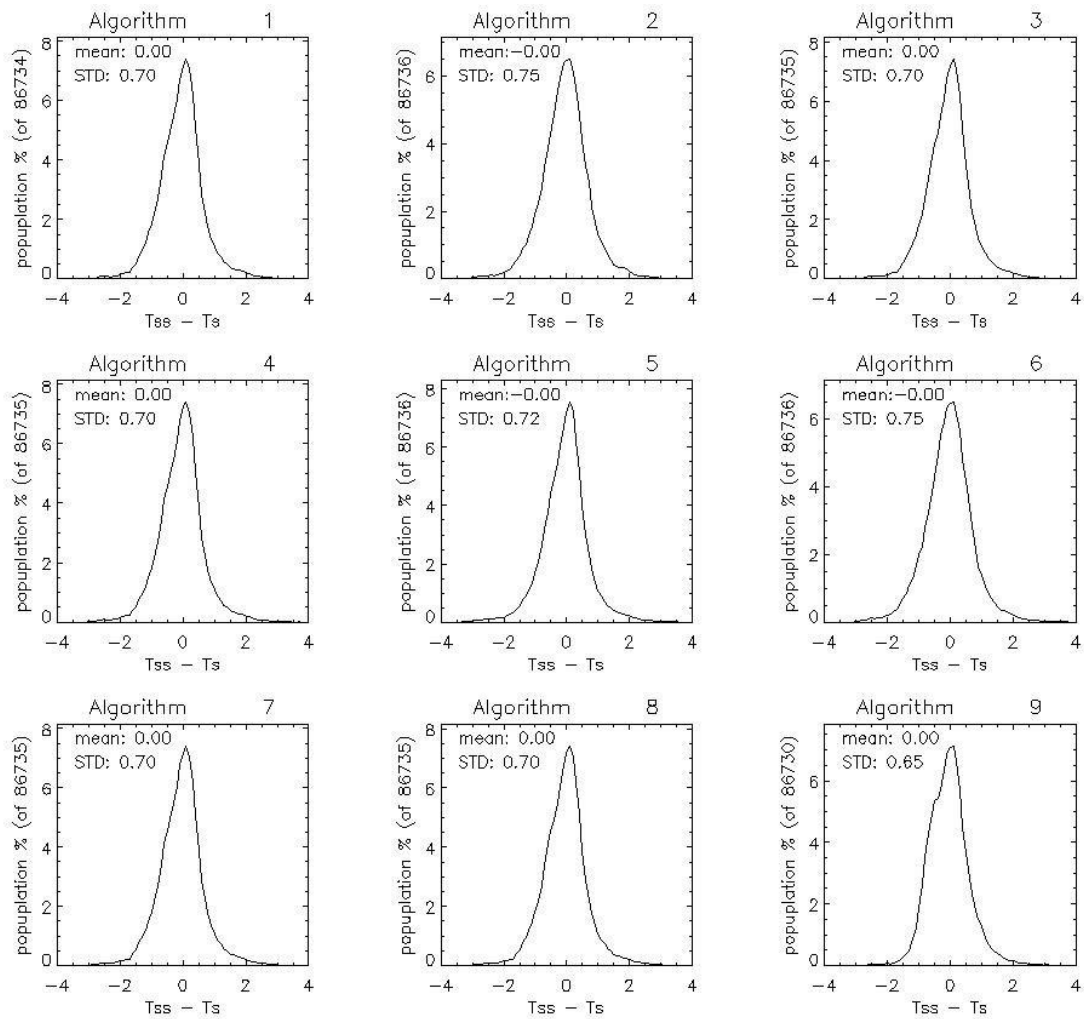 Algorithm 1
mean: 0.00
STD: 0.70
popuplation % (of 86734)
8
6
4
2
0
−4 −2 0 2 4
Tss − Ts
Algorithm 2
mean:−0.00
STD: 0.75
popuplation % (of 86736)
6
4
2
0
−4 −2 0 2 4
Tss − Ts
Algorithm 3
mean: 0.00
STD: 0.70
popuplation % (of 86735)
8
6
4
2
0
−4 −2 0 2 4
Tss − Ts
Algorithm 4
mean: 0.00
STD: 0.70
popuplation % (of 86735)
8
6
4
2
0
−4 −2 0 2 4
Tss − Ts
Algorithm 5
mean:−0.00
STD: 0.72
popuplation % (of 86736)
8
6
4
2
0
−4 −2 0 2 4
Tss − Ts
Algorithm 6
mean:−0.00
STD: 0.75
popuplation % (of 86736)
6
4
2
0
−4 −2 0 2 4
Tss − Ts
Algorithm 7
mean: 0.00
STD: 0.70
popuplation % (of 86735)
8
6
4
2
0
−4 −2 0 2 4
Tss − Ts
Algorithm 8
mean: 0.00
STD: 0.70
popuplation % (of 86735)
8
6
4
2
0
−4 −2 0 2 4
Tss − Ts
Algorithm 9
mean: 0.00
STD: 0.65
popuplation % (of 86730)
6
4
2
0
−4 −2 0 2 4
Tss − Ts